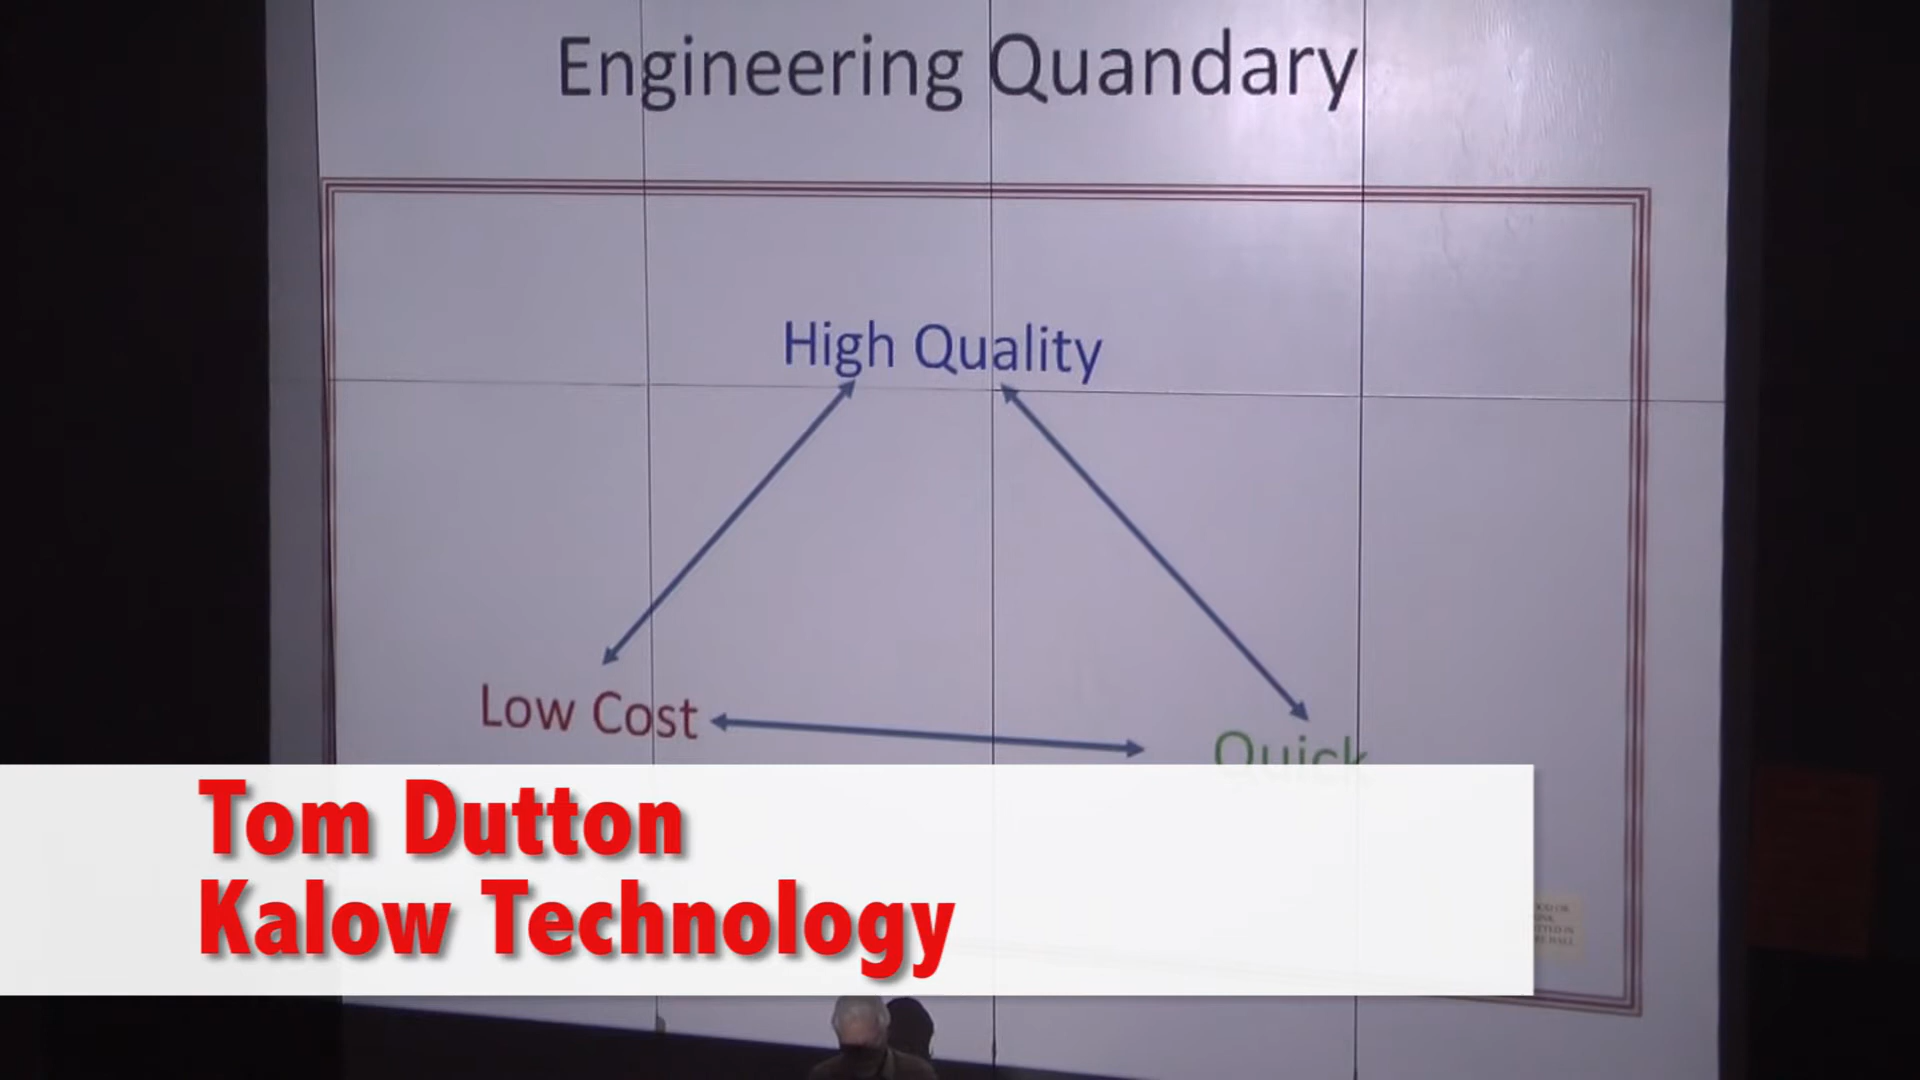 Engineering Quandary
High Quality
Low Cost
Quick
Tom Dutton
Kalow Technology